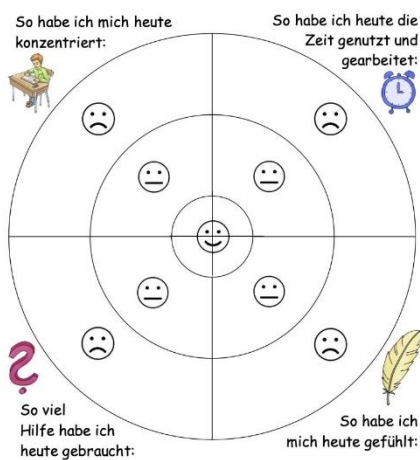 So habe ich mich heute
konzentriert:
So habe ich heute die
Zeit genutzt und
gearbeitet:
So viel
Hilfe habe ich
heute gebraucht:
So habe ich
mich heute gefühlt: